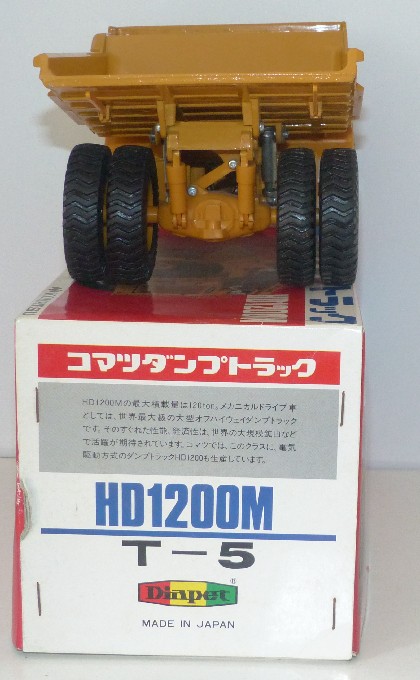 コマツダンプトラック
HD1200Mの最大積載量は120ton。メカニカルドライブ車
としては、世界最大級の大型オフハイウェイダンプトラック
です。そのすぐれた性能、経済性は、世界の大規模鉱山など
で活躍が期待されています。コマツでは、このクラスに、電気
駆動方式のダンプトラックHD1200も生産しています。
HD1200M
T-5
Diapet
®
MADE IN JAPAN